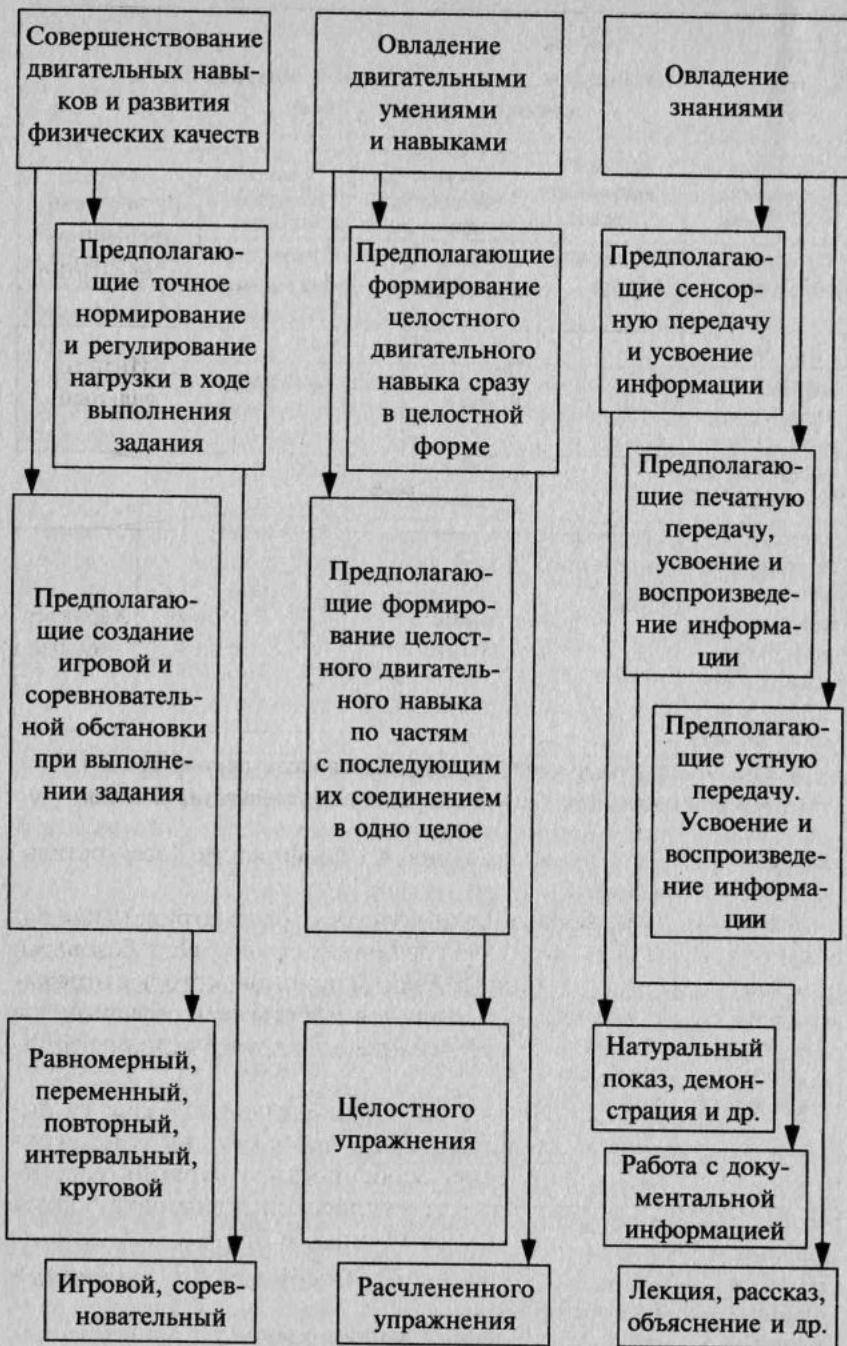 Совершенствование
двигательных навы-
ков и развития
физических качеств
Овладение
двигательными
умениями
и навыками
Овладение
знаниями
Предполагаю-
щие точное
нормирование
и регулирование
нагрузки в ходе
выполнения
задания
Предполагающие
формирование
целостного
двигательного
навыка сразу
в целостной
форме
Предполагаю-
щие сенсор-
ную передачу
и усвоение
информации
Предполагаю-
щие печатную
передачу,
усвоение и
воспроизведе-
ние информа-
ции
Предполагаю-
щие создание
игровой и
соревнователь-
ной обстановки
при выполне-
нии задания
Предполагаю-
щие формиро-
вание целост-
ного двигатель-
ного навыка
по частям
с последующим
их соединением
в одно целое
Предполагаю-
щие устную
передачу.
Усвоение и
воспроизведе-
ние информа-
ции
Равномерный,
переменный,
повторный,
интервальный,
круговой
Целостного
упражнения
Натуральный
показ, демон-
страция и др.
Работа с доку-
ментальной
информацией
Игровой, сорев-
новательный
Расчлененного
упражнения
Лекция, рассказ,
объяснение и др.